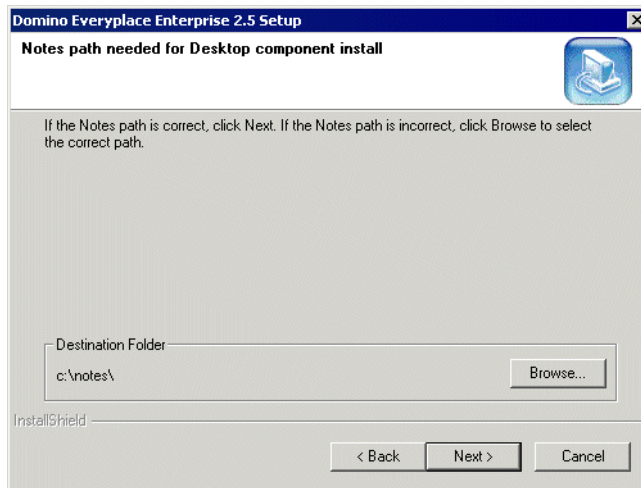 Domino Everyplace Enterprise 2.5 Setup
Notes path needed for Desktop component install
If the Notes path is correct, click Next. If the Notes path is incorrect, click Browse to select
the correct path.
Destination Folder
c:\notes\
Browse...
InstallShield
< Back
Next >
Cancel